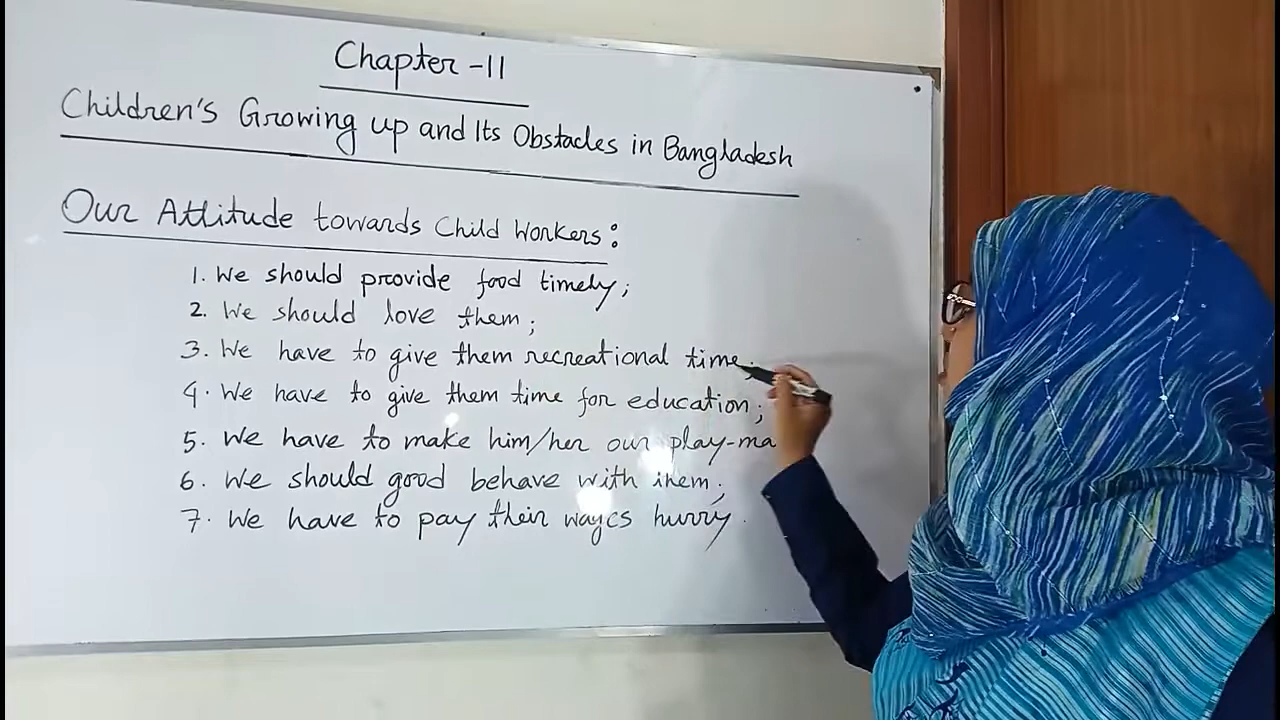 Chapter -11
Children's Growing up and Its Obstacles in Bangladesh
Our Attitude towards Child Workers:
1. We should provide food timely;
2. We should love them;
3. We have to give them recreational time;
4. We have to give them time for education;
5. We have to make him/her our play-ma
6. We should good behave with them;
7. We have to pay their wages hurry.